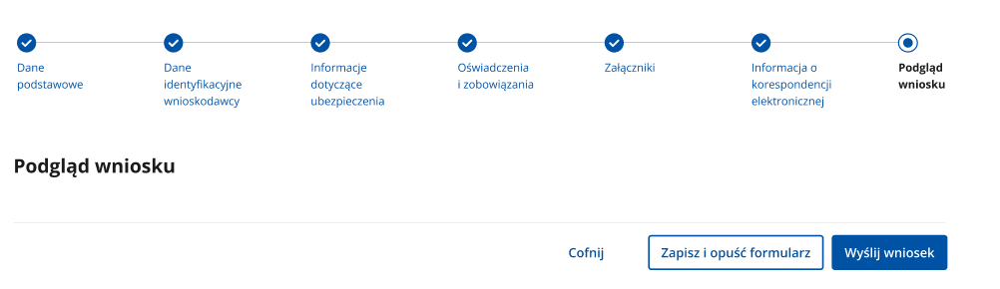 Dane
podstawowe
Dane
identyfikacyjne
wnioskodawcy
Informacje
dotyczące
ubezpieczenia
Oświadczenia
i zobowiązania
Załączniki
Informacja o
korespondencji
elektronicznej
Podgląd
wniosku
Podgląd wniosku
Cofnij
Zapisz i opuść formularz
Wyślij wniosek